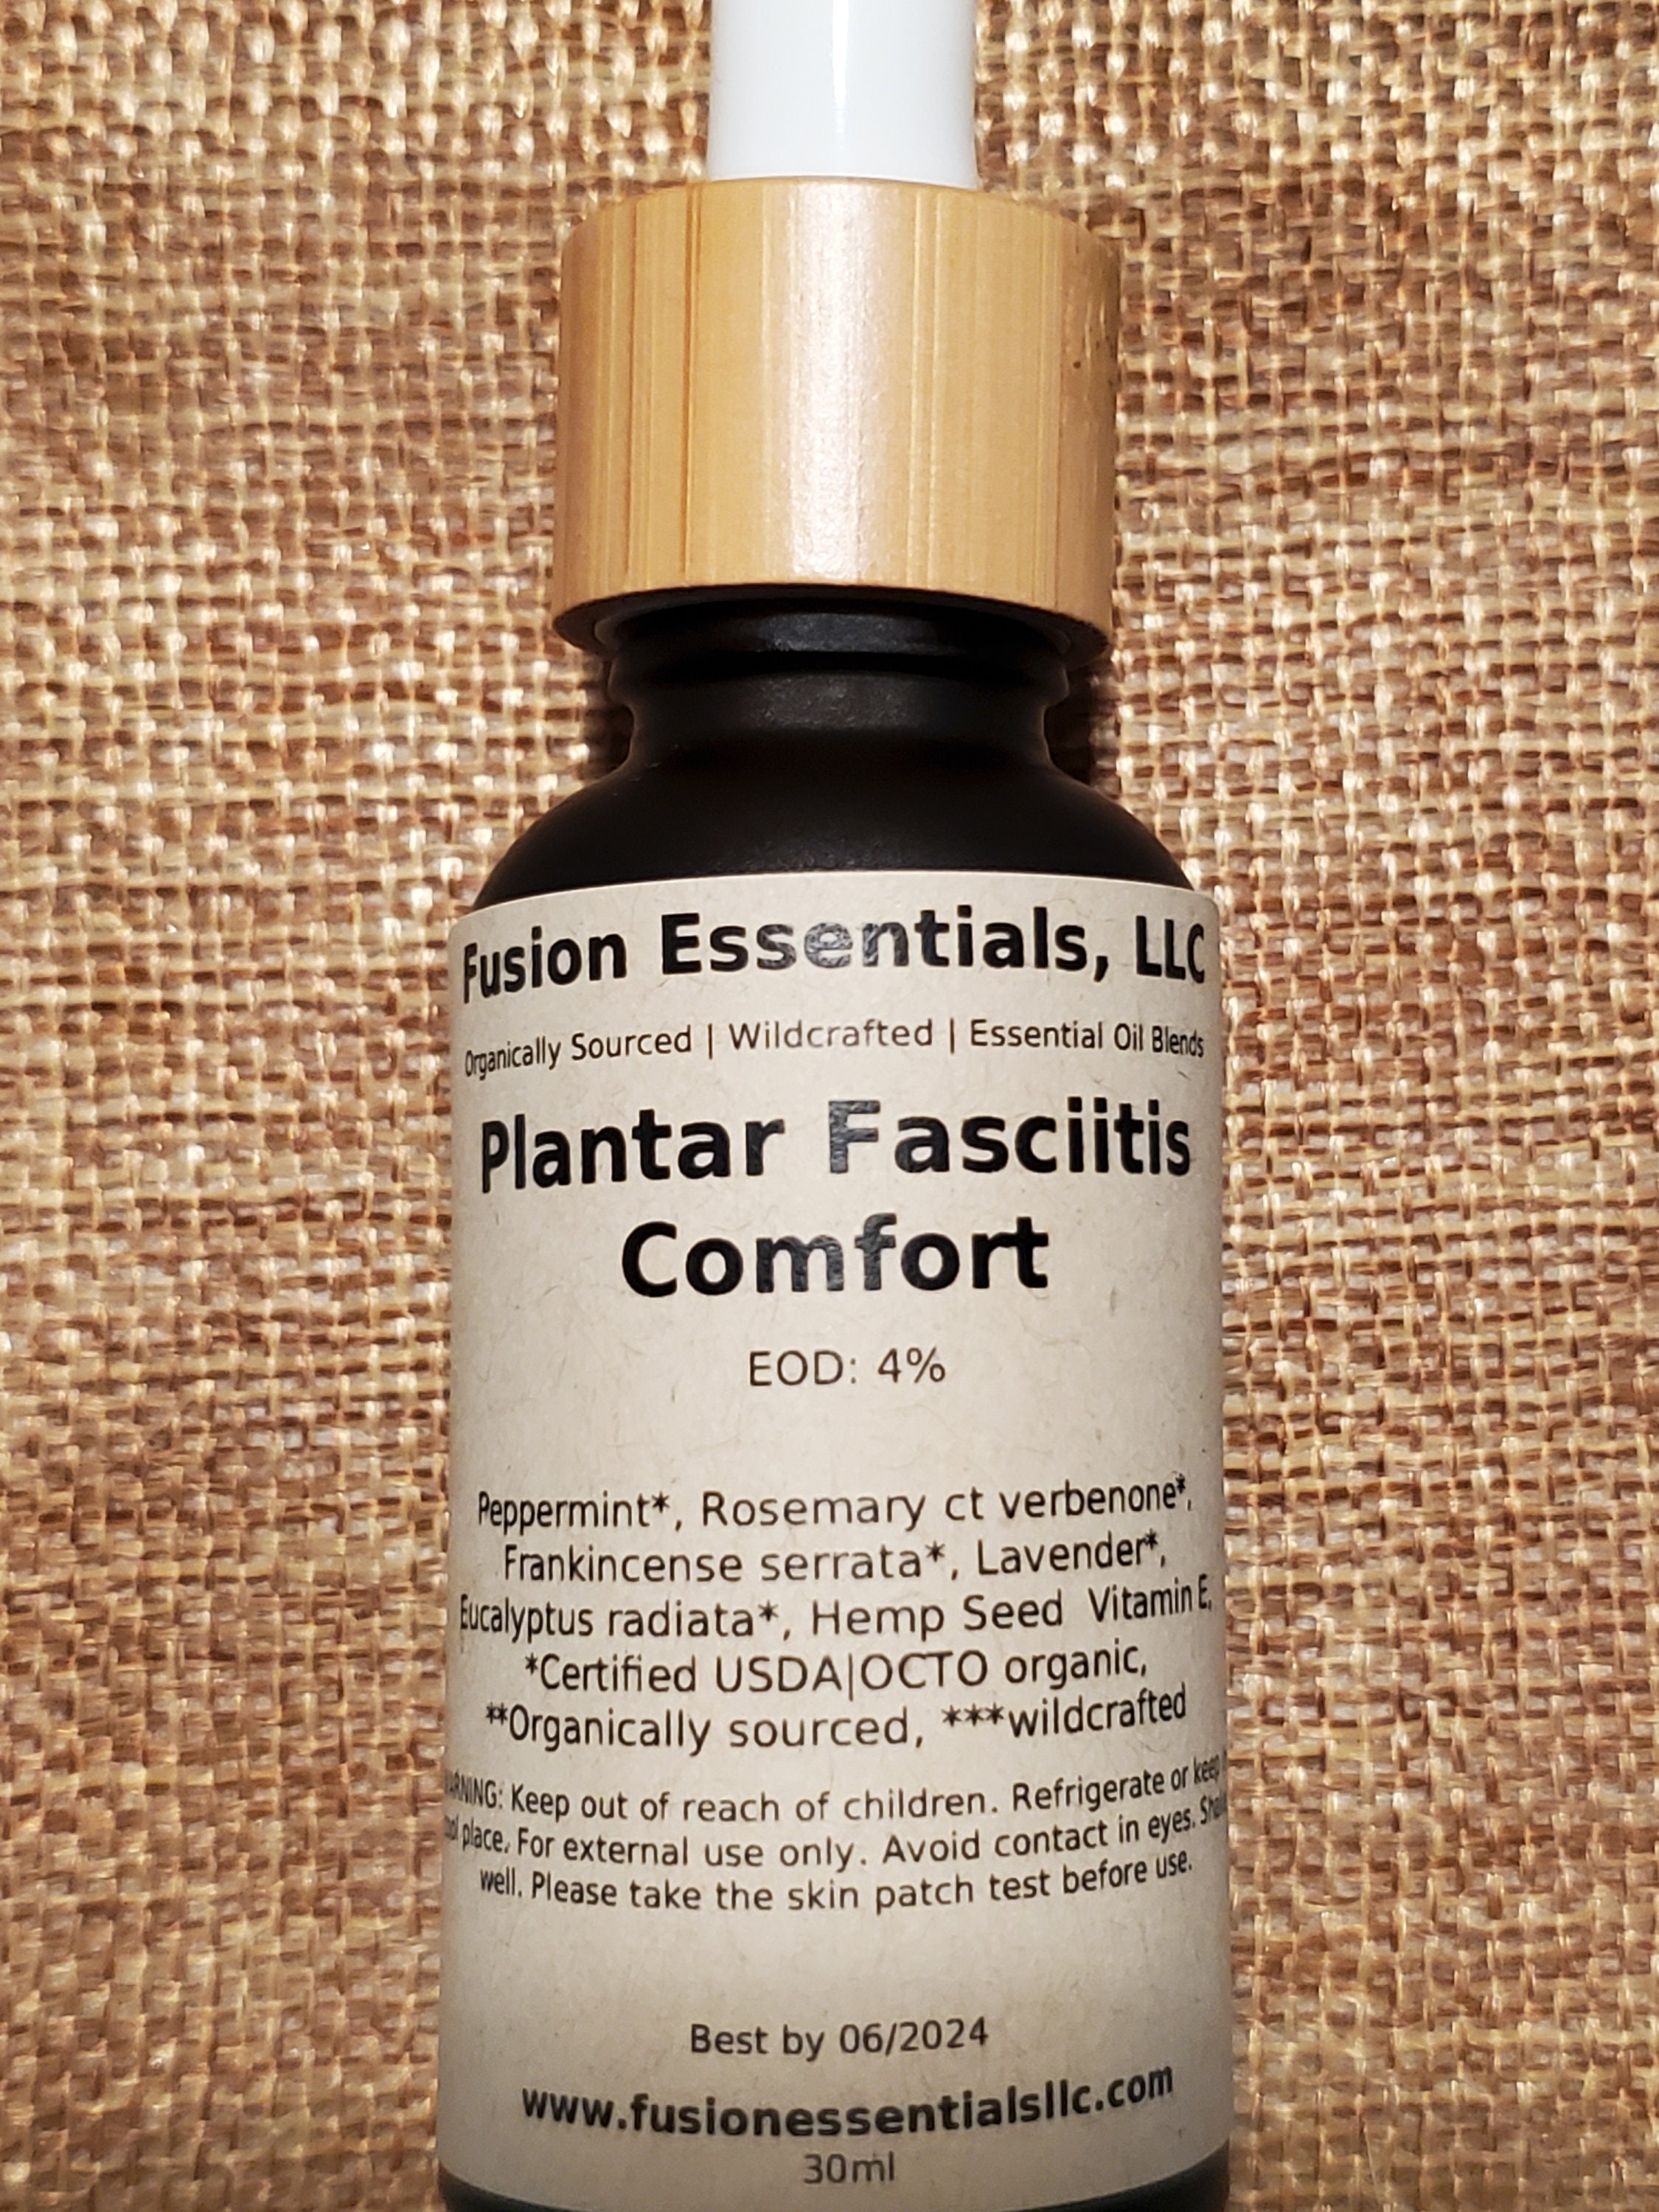 Fusion Essentials, LLC
Organically Sourced | Wildcrafted | Essential Oil Blends
Plantar Fasciitis
Comfort
EOD: 4%
Peppermint*, Rosemary ct verbenone*,
Frankincense serrata*, Lavender*,
Eucalyptus radiata*, Hemp Seed Vitamin E,
*Certified USDA|OCTO organic,
**Organically sourced, ***wildcrafted
Keep out of reach of children. Refrigerate or keep
place. For external use only. Avoid contact in eyes.
well. Please take the skin patch test before use.
Best by 06/2024
www.fusionessentialsllc.com
30ml